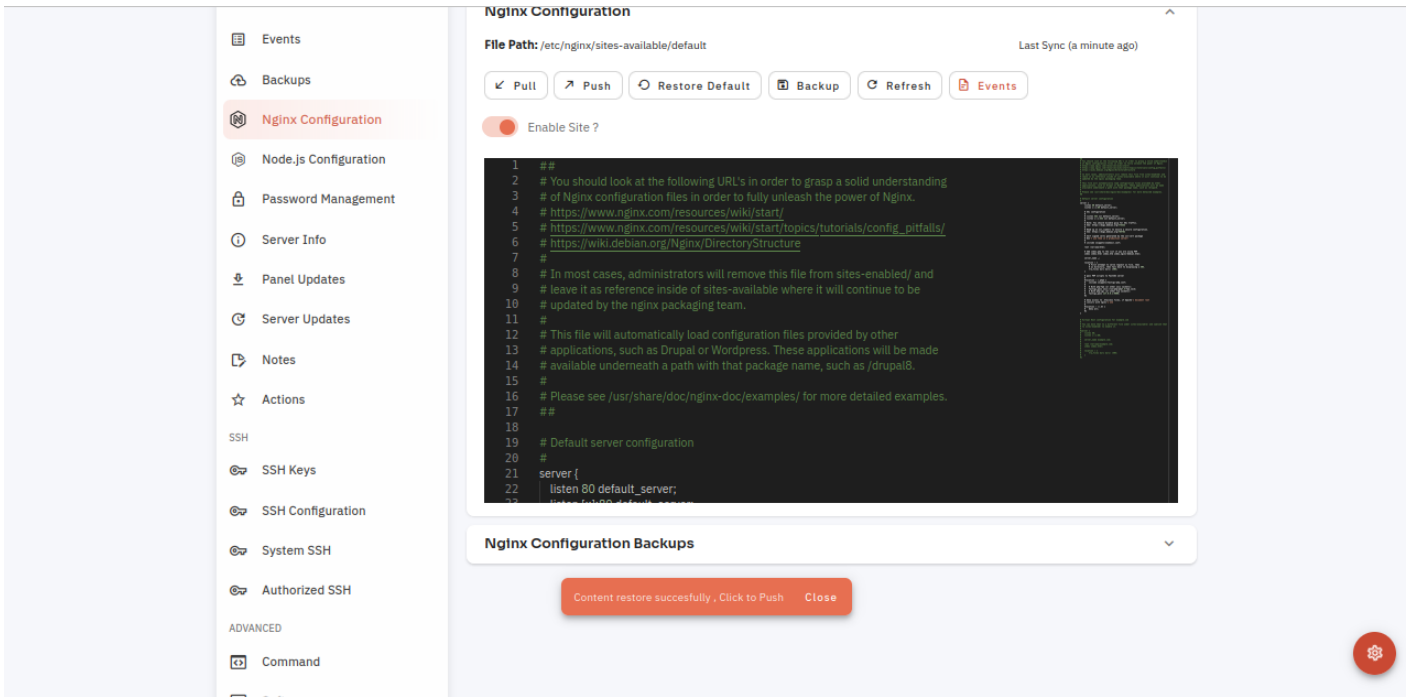 Nginx Configuration
Events
File Path: /etc/nginx/sites-available/default
Last Sync (a minute ago)
Backups
Pull
Push
Restore Default
Backup
Refresh
Events
Nginx Configuration
Enable Site ?
Node.js Configuration
Password Management
Server Info
Panel Updates
Server Updates
Notes
Actions
SSH
SSH Keys
SSH Configuration
System SSH
Authorized SSH
ADVANCED
Command
1 ##
2 # You should look at the following URL's in order to grasp a solid understanding
3 # of Nginx configuration files in order to fully unleash the power of Nginx.
4 # https://www.nginx.com/resources/wiki/start/
5 # https://www.nginx.com/resources/wiki/start/topics/tutorials/config_pitfalls/
6 # https://wiki.debian.org/Nginx/DirectoryStructure
7 #
8 # In most cases, administrators will remove this file from sites-enabled/ and
9 # leave it as reference inside of sites-available where it will continue to be
10 # updated by the nginx packaging team.
11 #
12 # This file will automatically load configuration files provided by other
13 # applications, such as Drupal or Wordpress. These applications will be made
14 # available underneath a path with that package name, such as /drupal8.
15 #
16 # Please see /usr/share/doc/nginx-doc/examples/ for more detailed examples.
17 ##
18
19 # Default server configuration
20 #
21 server {
22 listen 80 default_server;
Nginx Configuration Backups
Content restore succesfully , Click to Push
Close